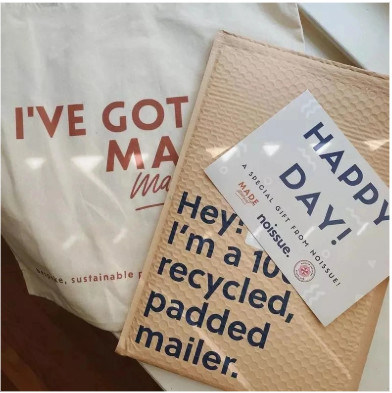 I'VE GOT
MA
, sustainable
HAPPY
DAY!
A SPECIAL GIFT FROM NOISSUE!
MADE
noissue.
Hey!
I'm a 10
recycled,
padded
mailer.